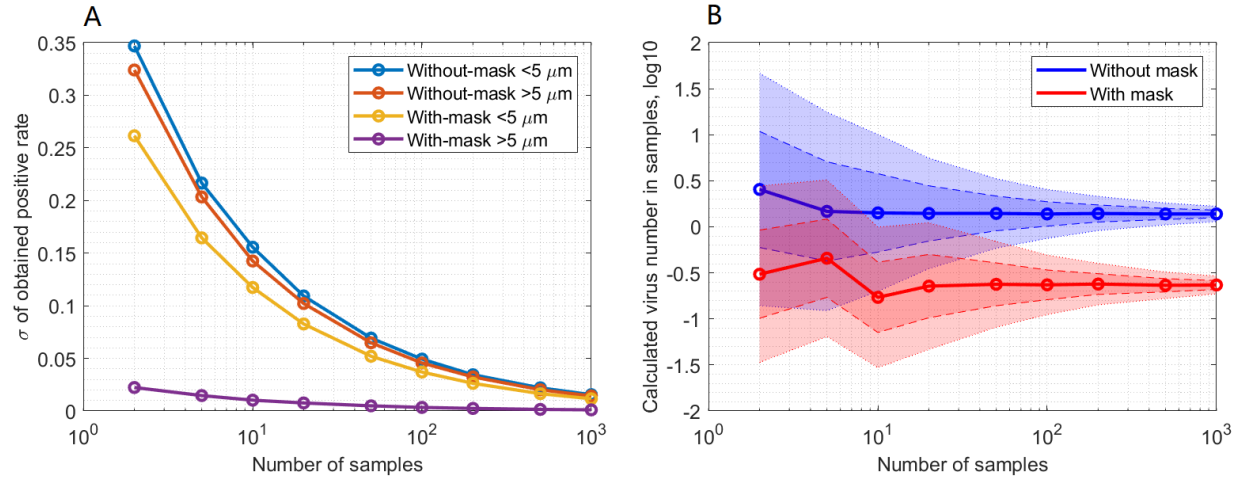 A
σ of obtained positive rate
0.35
0.3
0.25
0.2
0.15
0.1
0.05
0
Without-mask <5 μm
Without-mask >5 μm
With-mask <5 μm
With-mask >5 μm
10^0
10^1
10^2
10^3
Number of samples
B
Calculated virus number in samples, log10
2
1.5
1
0.5
0
-0.5
-1
-1.5
-2
Without mask
With mask
10^0
10^1
10^2
10^3
Number of samples